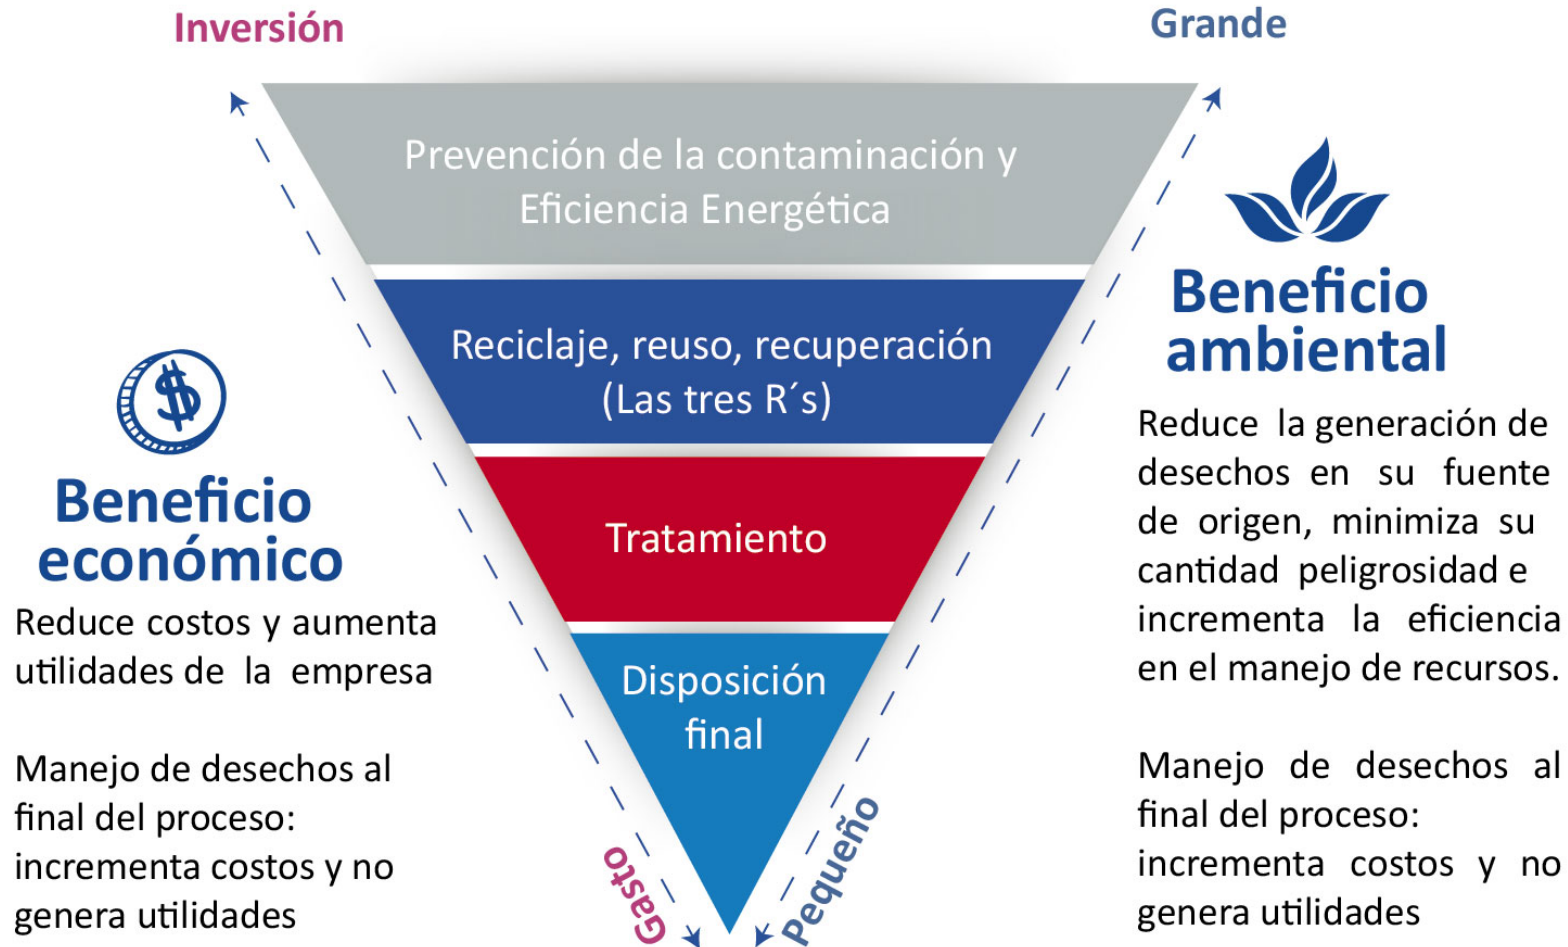 Inversión
Grande
Prevención de la contaminación y
Eficiencia Energética
Reciclaje, reuso, recuperación
(Las tres R´s)
Tratamiento
Disposición
final
Gasto
Pequeño
$
Beneficio
económico
Reduce costos y aumenta
utilidades de la empresa
Manejo de desechos al
final del proceso:
incrementa costos y no
genera utilidades
Beneficio
ambiental
Reduce la generación de
desechos en su fuente
de origen, minimiza su
cantidad peligrosidad e
incrementa la eficiencia
en el manejo de recursos.
Manejo de desechos al
final del proceso:
incrementa costos y no
genera utilidades